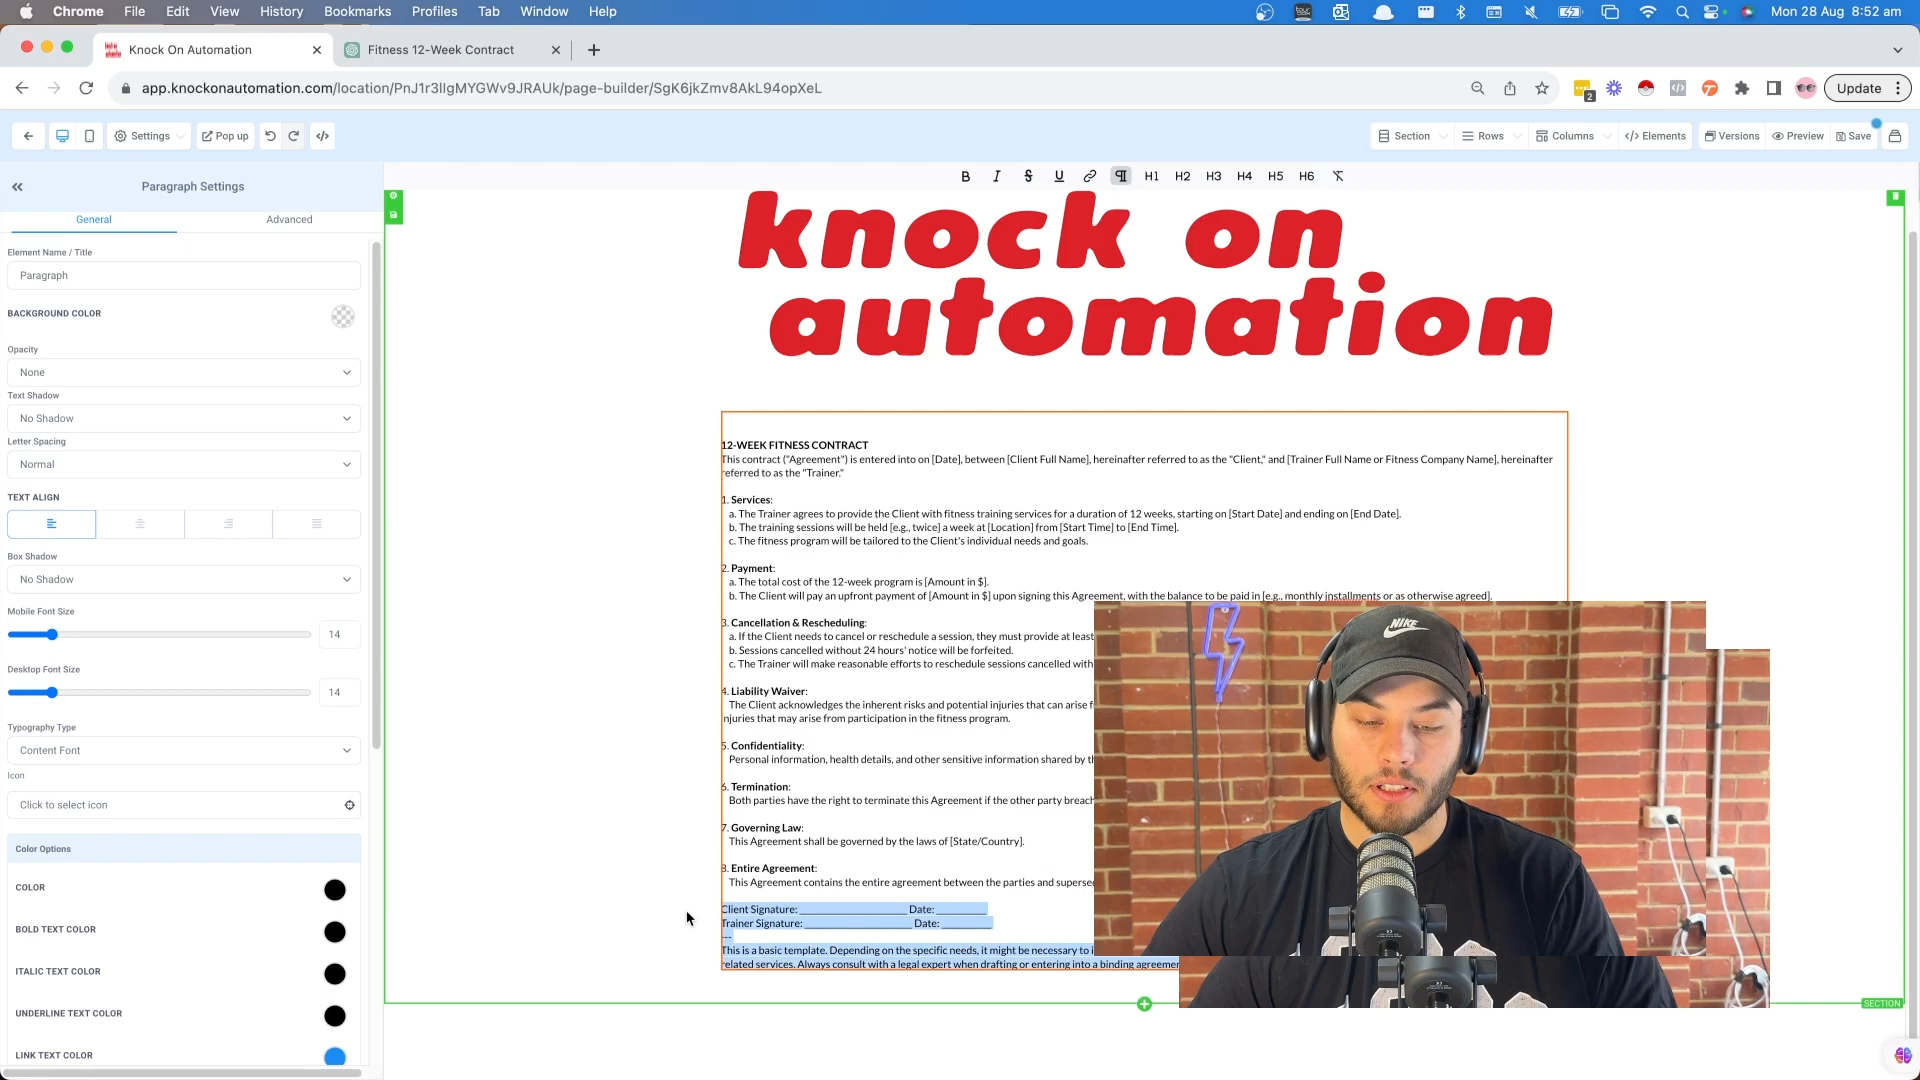 Chrome File Edit View History Bookmarks Profiles Tab Window Help
Mon 28 Aug 8:52 am
Knock On Automation
Fitness 12-Week Contract
app.knockonautomation.com/location/PnJ1r3lIgMYGWv9JRAUk/page-builder/SgK6jkZmv8AkL94opXeL
2
Update
Settings
Pop up
Section Rows Columns Elements Versions Preview Save
Paragraph Settings
General Advanced
B I S U H1 H2 H3 H4 H5 H6
Element Name / Title
Paragraph
BACKGROUND COLOR
Opacity
None
Text Shadow
No Shadow
Letter Spacing
Normal
TEXT ALIGN
Box Shadow
No Shadow
Mobile Font Size
14
Desktop Font Size
14
Typography Type
Content Font
Icon
Click to select icon
Color Options
COLOR
BOLD TEXT COLOR
ITALIC TEXT COLOR
UNDERLINE TEXT COLOR
LINK TEXT COLOR
knock on
automation
12-WEEK FITNESS CONTRACT
This contract ("Agreement") is entered into on [Date], between [Client Full Name], hereinafter referred to as the "Client," and [Trainer Full Name or Fitness Company Name], hereinafter
referred to as the "Trainer."
1. Services:
a. The Trainer agrees to provide the Client with fitness training services for a duration of 12 weeks, starting on [Start Date] and ending on [End Date].
b. The training sessions will be held [e.g., twice] a week at [Location] from [Start Time] to [End Time].
c. The fitness program will be tailored to the Client's individual needs and goals.
2. Payment:
a. The total cost of the 12-week program is [Amount in $].
b. The Client will pay an upfront payment of [Amount in $] upon signing this Agreement, with the balance to be paid in [e.g., monthly installments or as otherwise agreed].
3. Cancellation & Rescheduling:
a. If the Client needs to cancel or reschedule a session, they must provide at least
b. Sessions cancelled without 24 hours' notice will be forfeited.
c. The Trainer will make reasonable efforts to reschedule sessions cancelled with
4. Liability Waiver:
The Client acknowledges the inherent risks and potential injuries that can arise
injuries that may arise from participation in the fitness program.
5. Confidentiality:
Personal information, health details, and other sensitive information shared by
6. Termination:
Both parties have the right to terminate this Agreement if the other party
7. Governing Law:
This Agreement shall be governed by the laws of [State/Country].
8. Entire Agreement:
This Agreement contains the entire agreement between the parties and
Client Signature: ______________________ Date: __________
Trainer Signature: ______________________ Date: __________
---
This is a basic template. Depending on the specific needs, it might be necessary to
related services. Always consult with a legal expert when drafting or entering into a binding
NIKE
SECTION